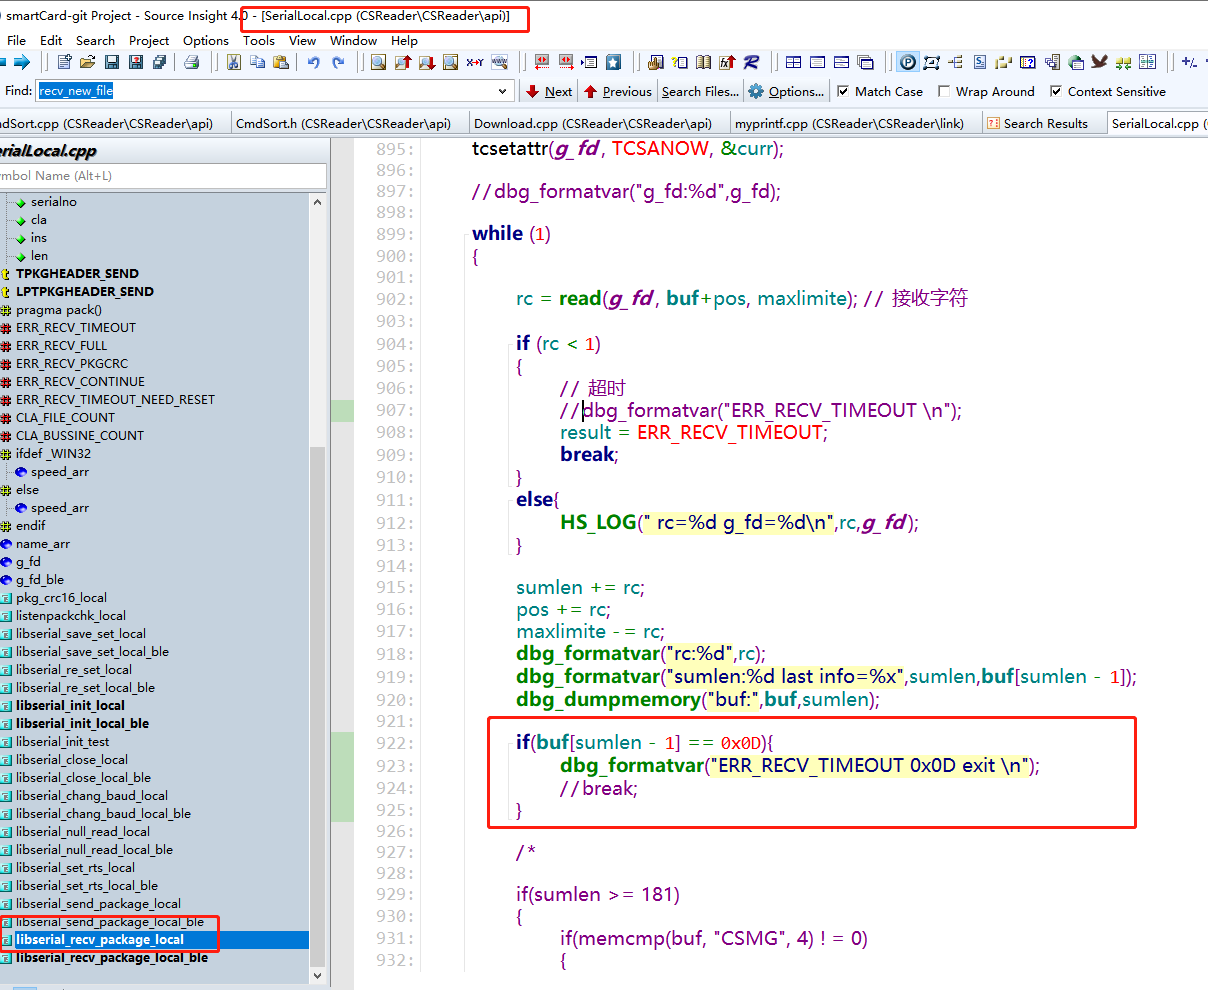 smartCard-git Project - Source Insight 4.0 - [SerialLocal.cpp (CSReader\CSReader\api)]
File Edit Search Project Options Tools View Window Help
Find: recv_new_file Next Previous Search Files... Options... Match Case Wrap Around Context Sensitive
ndSort.cpp (CSReader\CSReader\api) CmdSort.h (CSReader\CSReader\api) Download.cpp (CSReader\CSReader\api) myprintf.cpp (CSReader\CSReader\link) Search Results SerialLocal.cpp (
erialLocal.cpp
mbol Name (Alt+L)
serialno
cla
ins
len
TPKGHEADER_SEND
LPTPKGHEADER_SEND
pragma pack()
ERR_RECV_TIMEOUT
ERR_RECV_FULL
ERR_RECV_PKGCRC
ERR_RECV_CONTINUE
ERR_RECV_TIMEOUT_NEED_RESET
CLA_FILE_COUNT
CLA_BUSSINE_COUNT
ifdef _WIN32
speed_arr
else
speed_arr
endif
name_arr
g_fd
g_fd_ble
pkg_crc16_local
listenpackchk_local
libserial_save_set_local
libserial_save_set_local_ble
libserial_re_set_local
libserial_re_set_local_ble
libserial_init_local
libserial_init_local_ble
libserial_init_test
libserial_close_local
libserial_close_local_ble
libserial_chang_baud_local
libserial_chang_baud_local_ble
libserial_null_read_local
libserial_null_read_local_ble
libserial_set_rts_local
libserial_set_rts_local_ble
libserial_send_package_local
libserial_send_package_local_ble
libserial_recv_package_local
libserial_recv_package_local_ble
895: tcsetattr(g_fd, TCSANOW, &curr);
896:
897: //dbg_formatvar("g_fd:%d",g_fd);
898:
899: while (1)
900: {
901:
902: rc = read(g_fd, buf+pos, maxlimite); // 接收字符
903:
904: if (rc < 1)
905: {
906: // 超时
907: //dbg_formatvar("ERR_RECV_TIMEOUT \n");
908: result = ERR_RECV_TIMEOUT;
909: break;
910: }
911: else{
912: HS_LOG(" rc=%d g_fd=%d\n",rc,g_fd);
913: }
914:
915: sumlen += rc;
916: pos += rc;
917: maxlimite -= rc;
918: dbg_formatvar("rc:%d",rc);
919: dbg_formatvar("sumlen:%d last info=%x",sumlen,buf[sumlen - 1]);
920: dbg_dumpmemory("buf:",buf,sumlen);
921:
922: if(buf[sumlen - 1] == 0x0D){
923: dbg_formatvar("ERR_RECV_TIMEOUT 0x0D exit \n");
924: //break;
925: }
926:
927: /*
928:
929: if(sumlen >= 181)
930: {
931: if(memcmp(buf, "CSMG", 4) != 0)
932: {